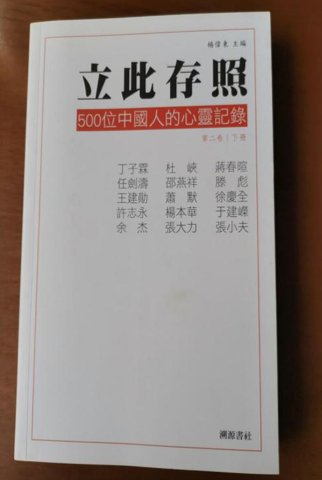 楊偉東 主編
立此存照
500位中國人的心靈記錄
第二卷｜下冊
丁子霖 杜 峽 蔣春暄
任劍濤 邵燕祥 滕 彪
王建勛 蕭 默 徐慶全
許志永 楊本華 于建嶸
余 杰 張大力 張小夫
溯源書社